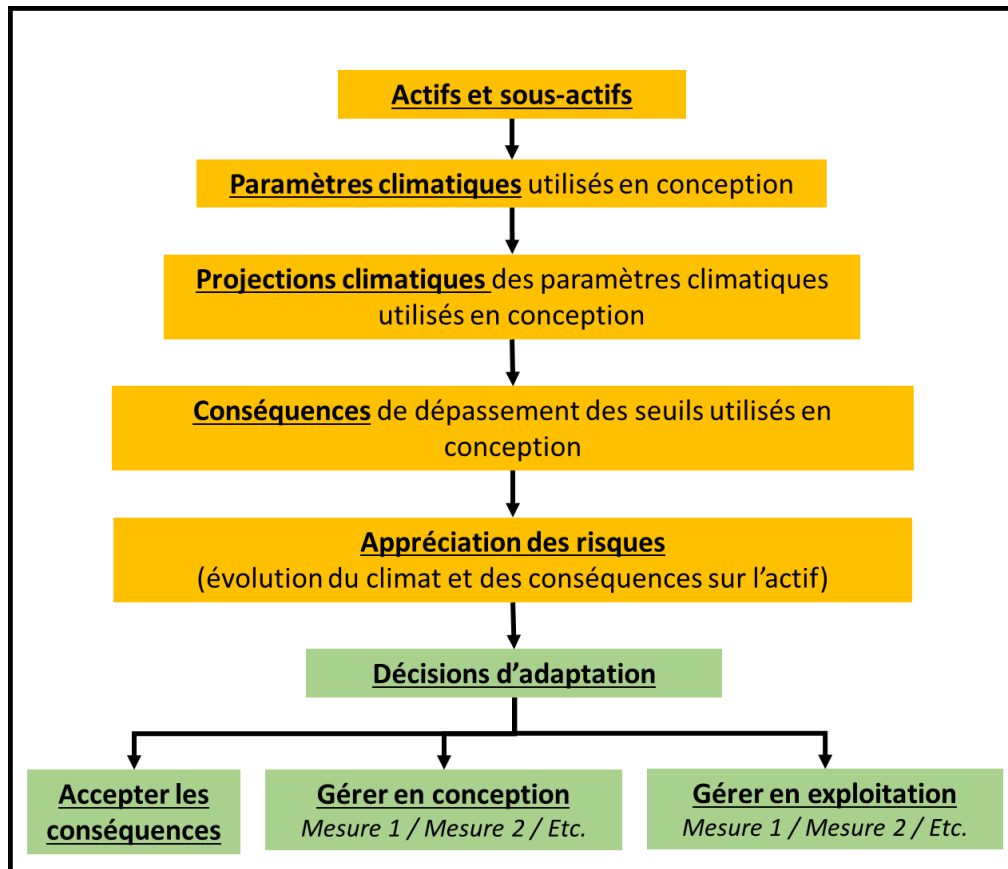 Actifs et sous-actifs
Paramètres climatiques utilisés en conception
Projections climatiques des paramètres climatiques
utilisés en conception
Conséquences de dépassement des seuils utilisés en
conception
Appréciation des risques
(évolution du climat et des conséquences sur l'actif)
Décisions d'adaptation
Accepter les
conséquences
Gérer en conception
Mesure 1 / Mesure 2 / Etc.
Gérer en exploitation
Mesure 1 / Mesure 2 / Etc.